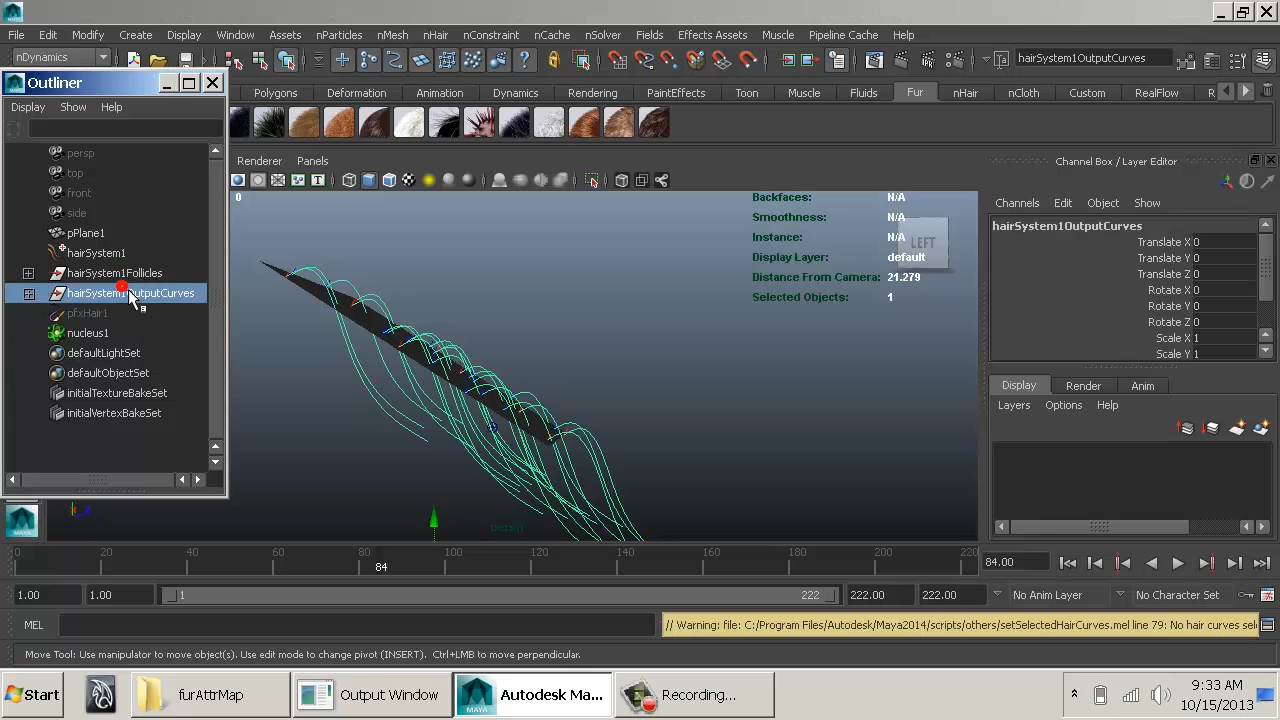 File Edit Modify Create Display Window Assets nParticles nMesh nHair nConstraint nCache nSolver Fields Effects Assets Muscle Pipeline Cache Help
nDynamics
hairSystem1OutputCurves
Outliner
Display Show Help
Polygons Deformation Animation Dynamics Rendering PaintEffects Toon Muscle Fluids Fur nHair nCloth Custom RealFlow R
Renderer Panels
Channel Box / Layer Editor
persp
top
front
side
pPlane1
hairSystem1
hairSystem1Follicles
hairSystem1OutputCurves
pfxHair1
nucleus1
defaultLightSet
defaultObjectSet
initialTextureBakeSet
initialVertexBakeSet
0
Backfaces: N/A
Smoothness: N/A
Instance: N/A
Display Layer: default
Distance From Camera: 21.279
Selected Objects: 1
LEFT
persp
Channels Edit Object Show
hairSystem1OutputCurves
Translate X 0
Translate Y 0
Translate Z 0
Rotate X 0
Rotate Y 0
Rotate Z 0
Scale X 1
Scale Y 1
Display Render Anim
Layers Options Help
0 20 40 60 80 100 120 140 160 180 200 220
84
84.00
1.00 1.00 1 222 222.00 222.00 No Anim Layer No Character Set
MEL
// Warning: file: C:/Program Files/Autodesk/Maya2014/scripts/others/setSelectedHairCurves.mel line 79: No hair curves sel
Move Tool: Use manipulator to move object(s). Use edit mode to change pivot (INSERT). Ctrl+LMB to move perpendicular.
Start furAttrMap Output Window Autodesk Ma... Recording...
9:33 AM
10/15/2013